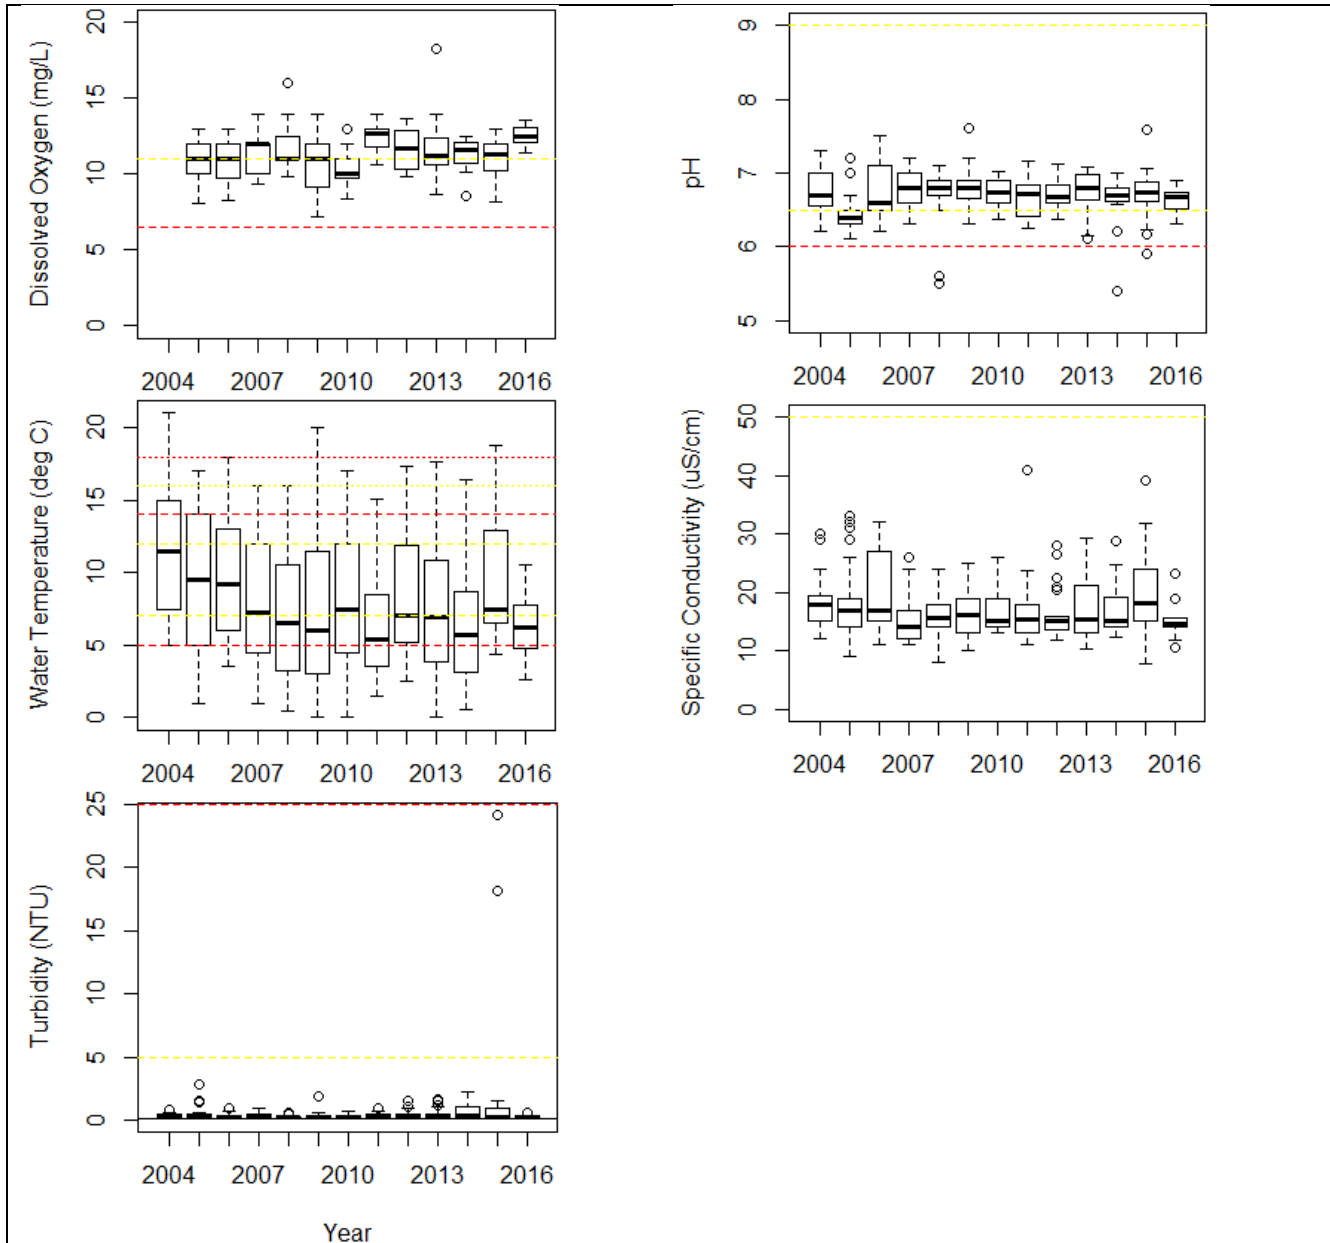 Dissolved Oxygen (mg/L)
20
15
10
5
0
2004 2007 2010 2013 2016
pH
9
8
7
6
5
2004 2007 2010 2013 2016
Water Temperature (deg C)
20
15
10
5
0
2004 2007 2010 2013 2016
Specific Conductivity (uS/cm)
50
40
30
20
10
0
2004 2007 2010 2013 2016
Turbidity (NTU)
25
20
15
10
5
0
2004 2007 2010 2013 2016
Year